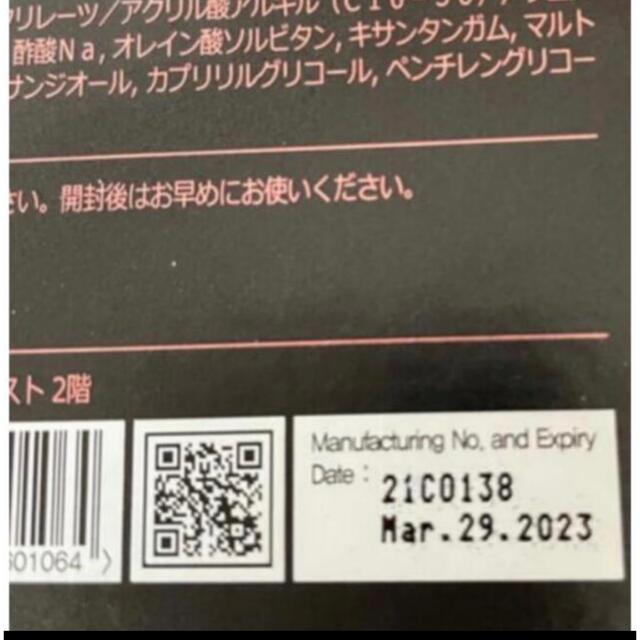 クリレーツ／アクリル酸アルキル（C10-30）
酢酸Na, オレイン酸ソルビタン, キサンタンガム, マルト
サンジオール, カプリリルグリコール, ペンチレングリコー
さい。開封後はお早めにお使いください。
スト 2階
Manufacturing No, and Expiry
Date : 21C0138
Mar.29.2023
601064 >